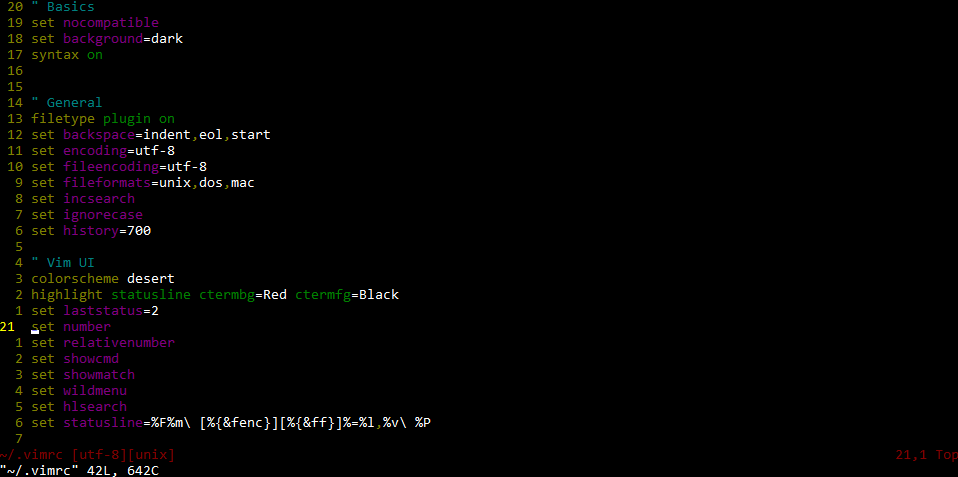 20 " Basics
19 set nocompatible
18 set background=dark
17 syntax on
16
15
14 " General
13 filetype plugin on
12 set backspace=indent,eol,start
11 set encoding=utf-8
10 set fileencoding=utf-8
9 set fileformats=unix,dos,mac
8 set incsearch
7 set ignorecase
6 set history=700
5
4 " Vim UI
3 colorscheme desert
2 highlight statusline ctermbg=Red ctermfg=Black
1 set laststatus=2
21 set number
1 set relativenumber
2 set showcmd
3 set showmatch
4 set wildmenu
5 set hlsearch
6 set statusline=%F%m\ [%{&fenc}][%{&ff}]%=%l,%v\ %P
7
~/.vimrc [utf-8][unix] 21,1 Top
"~/.vimrc" 42L, 642C